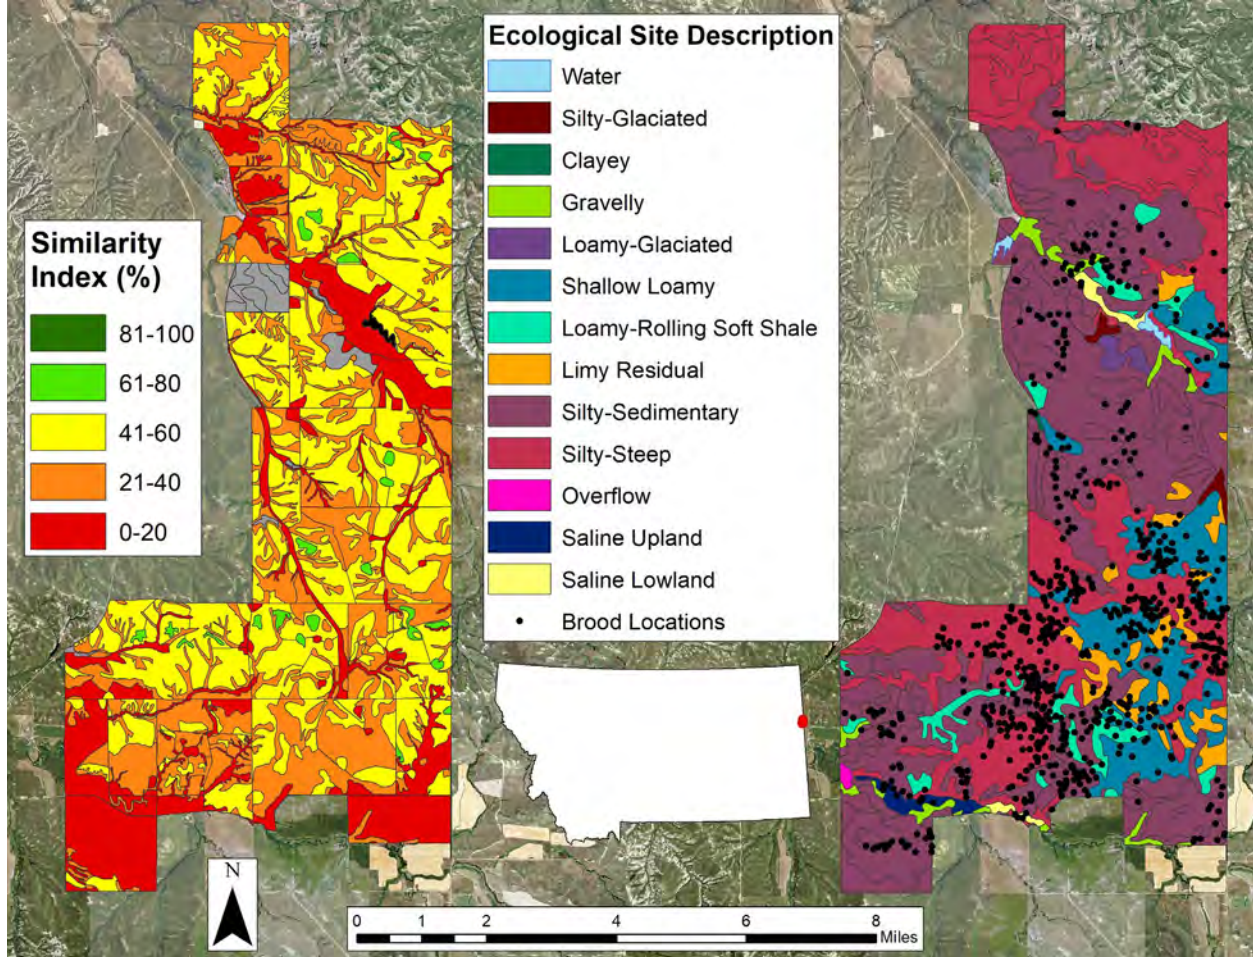 Ecological Site Description
Water
Silty-Glaciated
Clayey
Gravelly
Loamy-Glaciated
Shallow Loamy
Loamy-Rolling Soft Shale
Limy Residual
Silty-Sedimentary
Silty-Steep
Overflow
Saline Upland
Saline Lowland
Brood Locations
Similarity
Index (%)
81-100
61-80
41-60
21-40
0-20
N
0 1 2 4 6 8
Miles